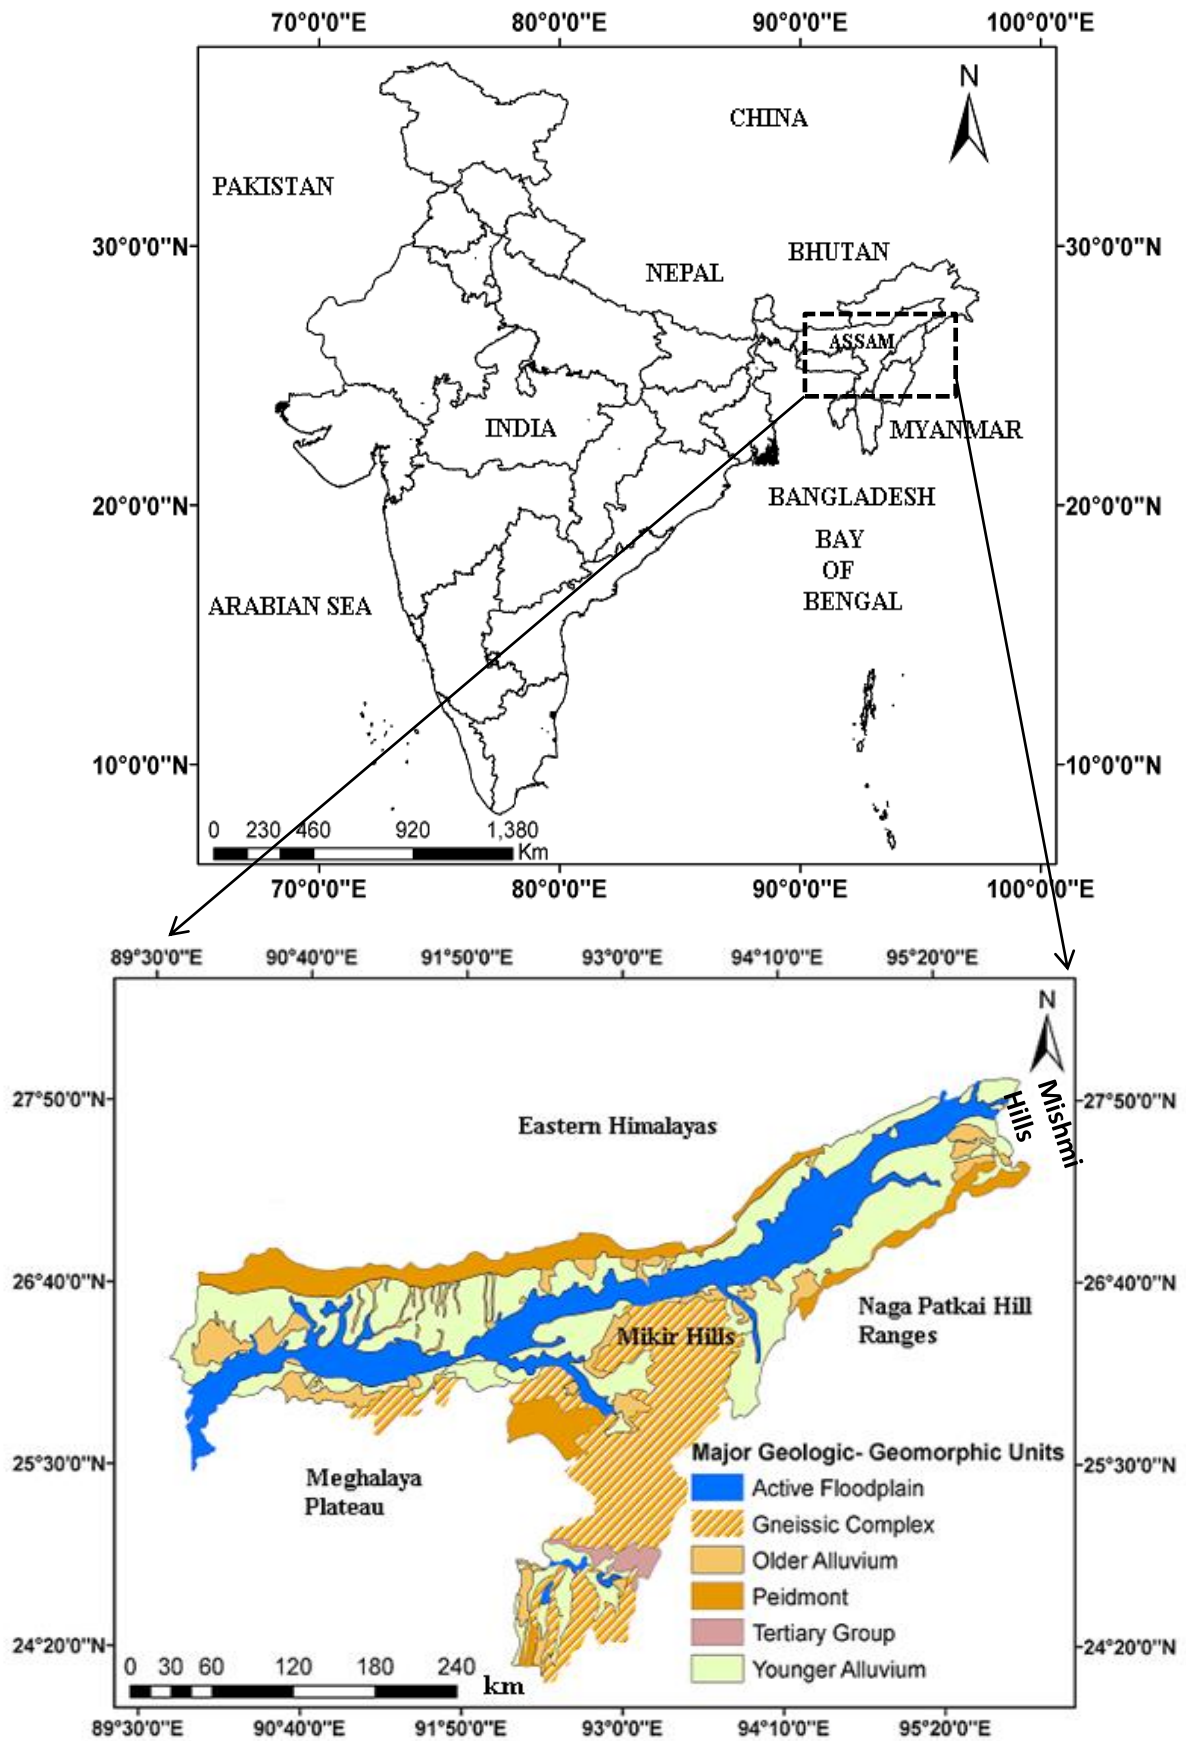 70°0'0"E 80°0'0"E 90°0'0"E 100°0'0"E
N
CHINA
PAKISTAN
30°0'0"N 30°0'0"N
BHUTAN
NEPAL
ASSAM
INDIA
MYANMAR
BANGLADESH
20°0'0"N 20°0'0"N
BAY
OF
BENGAL
ARABIAN SEA
10°0'0"N 10°0'0"N
0 230 460 920 1,380
Km
70°0'0"E 80°0'0"E 90°0'0"E 100°0'0"E
89°30'0"E 90°40'0"E 91°50'0"E 93°0'0"E 94°10'0"E 95°20'0"E
N
27°50'0"N 27°50'0"N
Mishmi
Hills
Eastern Himalayas
26°40'0"N 26°40'0"N
Naga Patkai Hill
Ranges
Mikir Hills
25°30'0"N 25°30'0"N
Meghalaya
Plateau
Major Geologic- Geomorphic Units
Active Floodplain
Gneissic Complex
Older Alluvium
Peidmont
Tertiary Group
Younger Alluvium
24°20'0"N 24°20'0"N
0 30 60 120 180 240
km
89°30'0"E 90°40'0"E 91°50'0"E 93°0'0"E 94°10'0"E 95°20'0"E